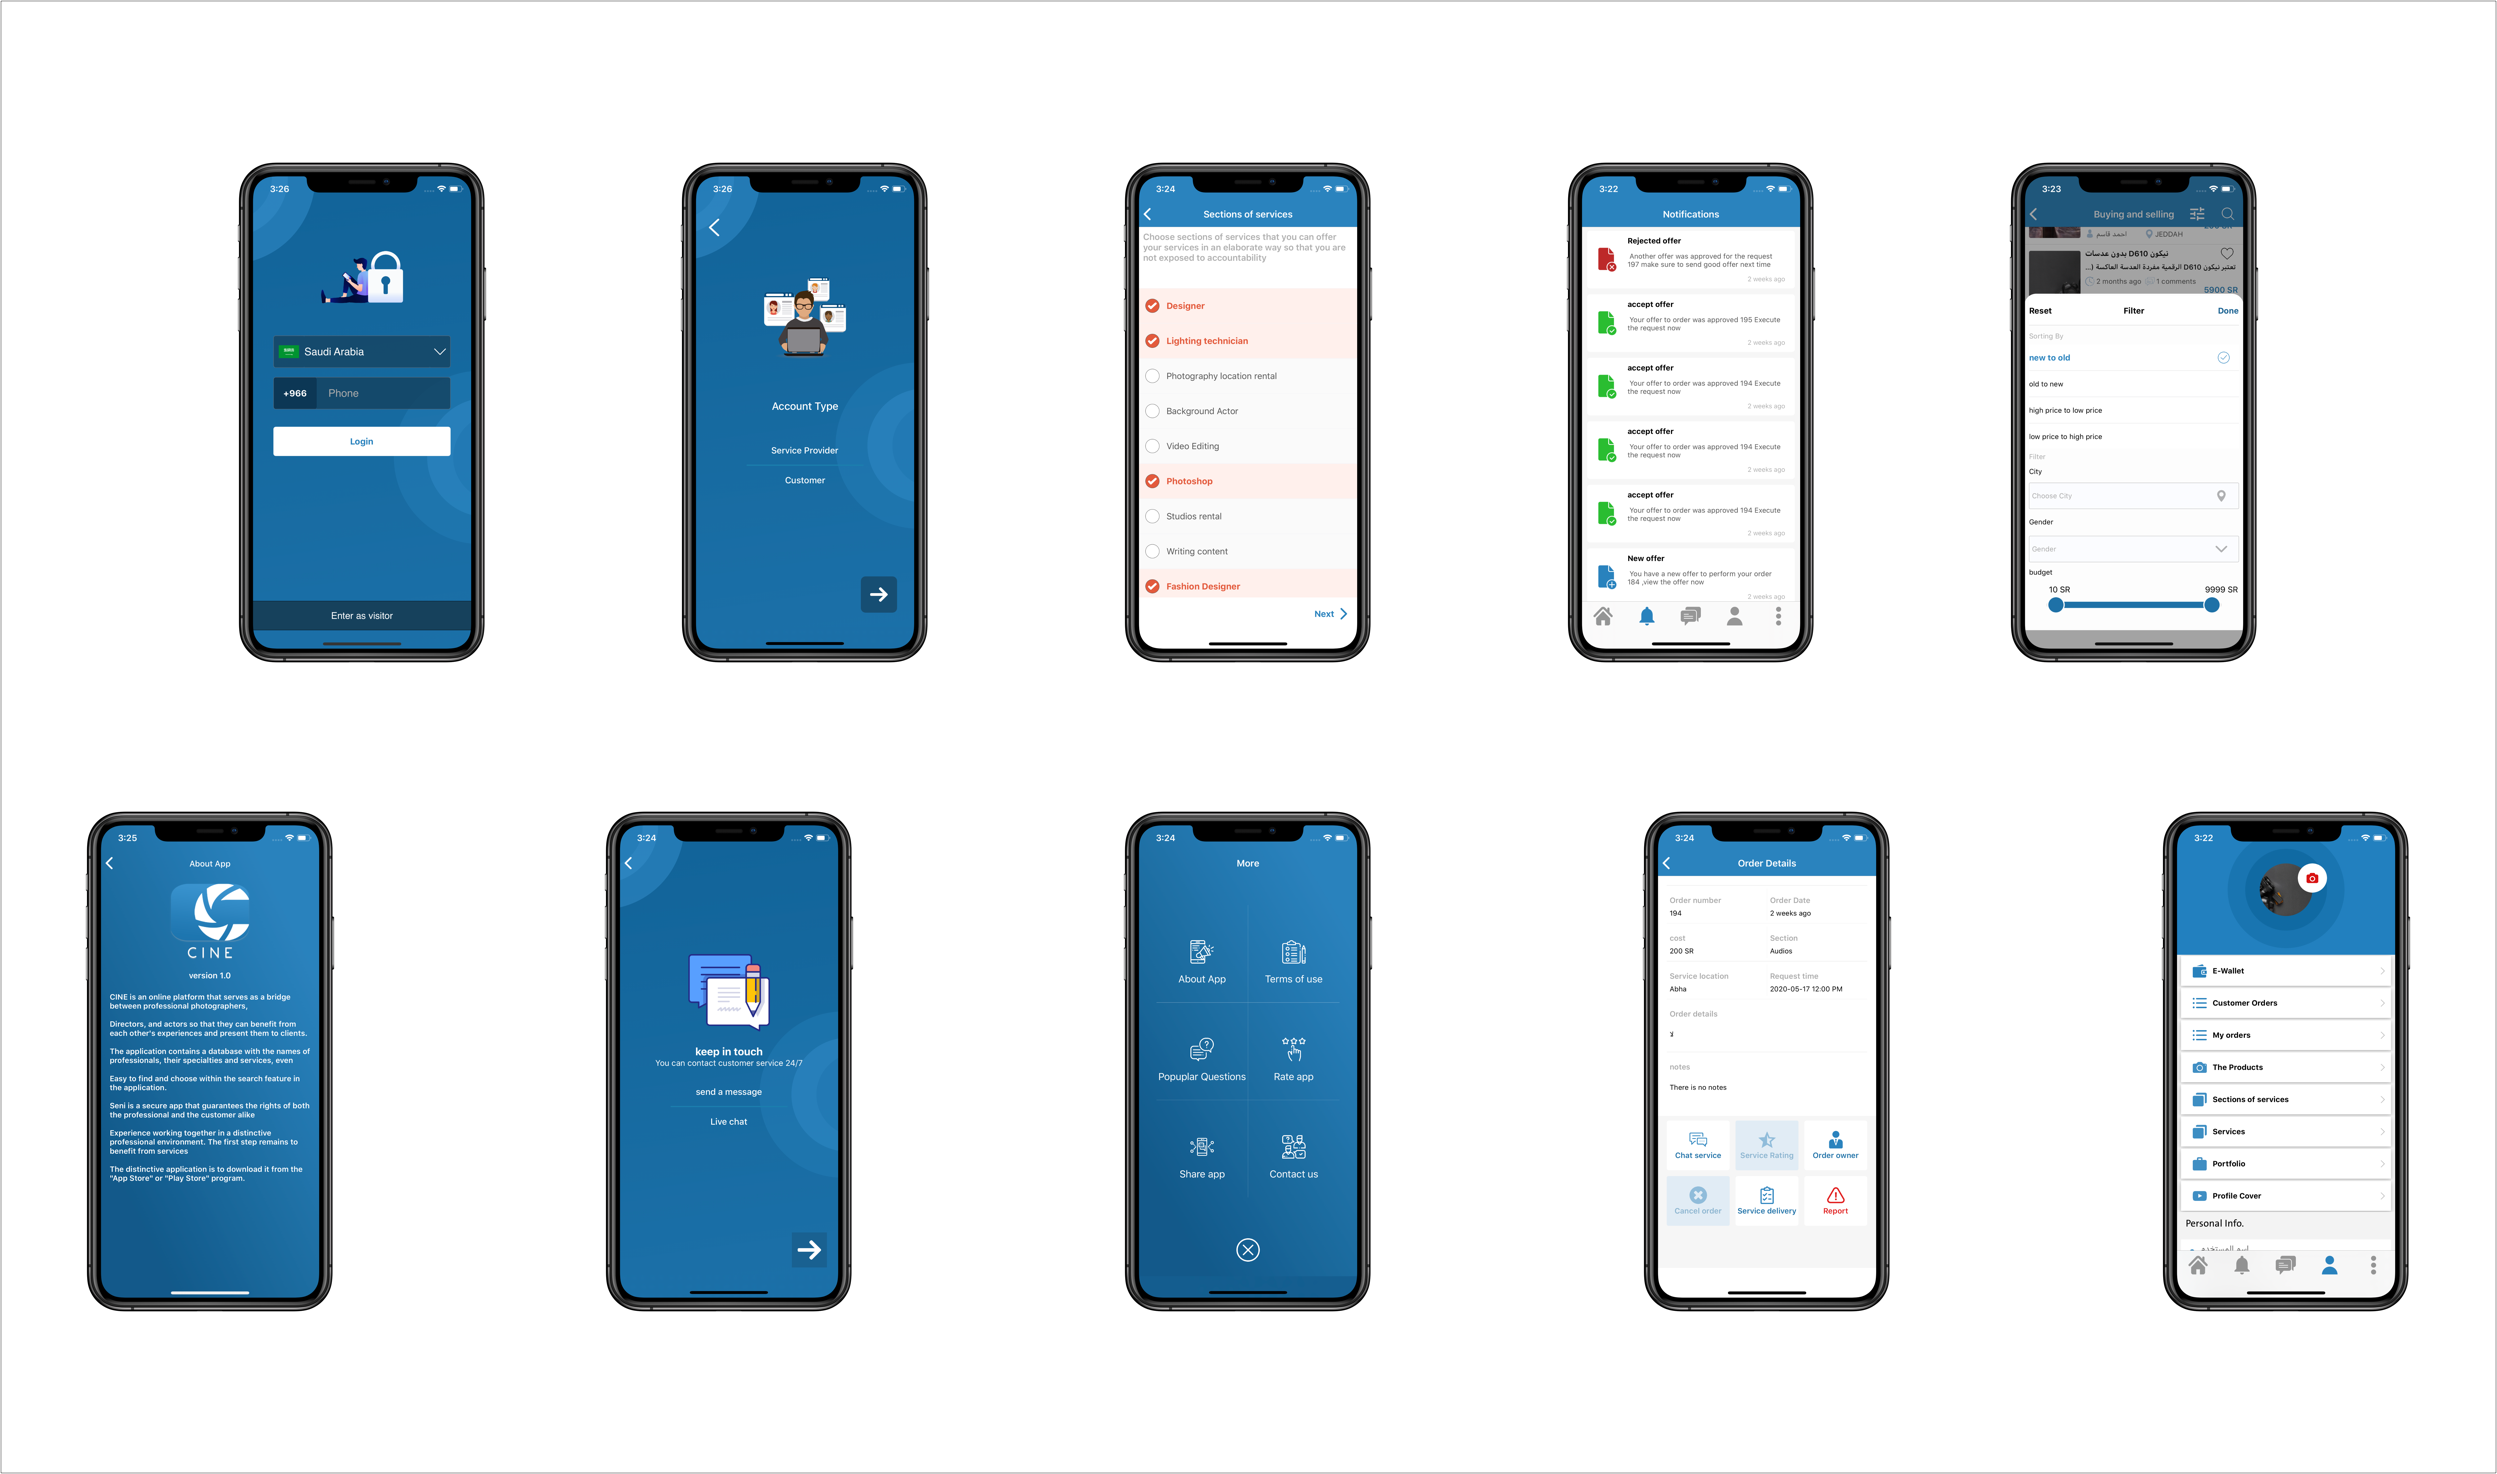 3:26
Saudi Arabia
+966
Phone
Login
Enter as visitor
3:26
Account Type
Service Provider
Customer
3:24
Sections of services
Choose sections of services that you can offer
your services in an elaborate way so that you are
not exposed to accountability
Designer
Lighting technician
Photography location rental
Background Actor
Video Editing
Photoshop
Studios rental
Writing content
Fashion Designer
Next
3:22
Notifications
Rejected offer
Another offer was approved for the request
197 make sure to send good offer next time
2 weeks ago
accept offer
Your offer to order was approved 195 Execute
the request now
2 weeks ago
accept offer
Your offer to order was approved 194 Execute
the request now
2 weeks ago
accept offer
Your offer to order was approved 194 Execute
the request now
2 weeks ago
accept offer
Your offer to order was approved 194 Execute
the request now
2 weeks ago
New offer
You have a new offer to perform your order
184 ,view the offer now
2 weeks ago
3:23
Buying and selling
احمد قاسم JEDDAH
نيكون D610 بدون عدسات
تعتبر نيكون D610 الرقمية مفردة العدسة العاكسة (...
2 months ago 1 comments
5900 SR
Reset Filter Done
Sorting By
new to old
old to new
high price to low price
low price to high price
Filter
City
Choose City
Gender
Gender
budget
10 SR 9999 SR
3:25
About App
CINE
version 1.0
CINE is an online platform that serves as a bridge
between professional photographers,
Directors, and actors so that they can benefit from
each other's experiences and present them to clients.
The application contains a database with the names of
professionals, their specialties and services, even
Easy to find and choose within the search feature in
the application.
Seni is a secure app that guarantees the rights of both
the professional and the customer alike
Experience working together in a distinctive
professional environment. The first step remains to
benefit from services
The distinctive application is to download it from the
"App Store" or "Play Store" program.
3:24
keep in touch
You can contact customer service 24/7
send a message
Live chat
3:24
More
About App Terms of use
Popuplar Questions Rate app
Share app Contact us
3:24
Order Details
Order number Order Date
194 2 weeks ago
cost Section
200 SR Audios
Service location Request time
Abha 2020-05-17 12:00 PM
Order details
لا
notes
There is no notes
Chat service Service Rating Order owner
Cancel order Service delivery Report
3:22
E-Wallet
Customer Orders
My orders
The Products
Sections of services
Services
Portfolio
Profile Cover
Personal Info.
اسم المستخدم